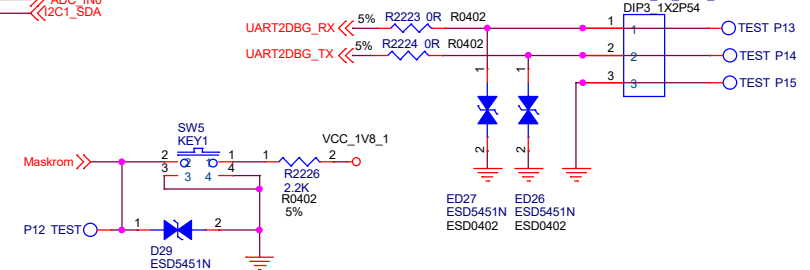 ADC_IN0
I2C1_SDA
DIP3_1X2P54
UART2DBG_RX 5% R2223 0R R0402 1 1 TEST P13
UART2DBG_TX 5% R2224 0R R0402 2 2 TEST P14
3 3 TEST P15
1 1
2 2
SW5
KEY1
VCC_1V8_1
Maskrom 2 2 1 1 1 2
3 3 4 4
R2226
2.2K
R0402
5%
P12 TEST 1 2
D29
ESD5451N
ED27 ED26
ESD5451N ESD5451N
ESD0402 ESD0402